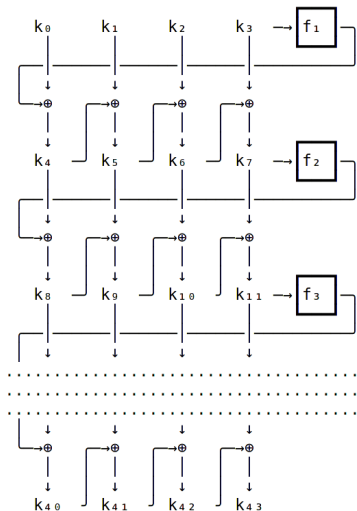 k₀ k₁ k₂ k₃ f₁
k₄ k₅ k₆ k₇ f₂
k₈ k₉ k₁₀ k₁₁ f₃
k₄₀ k₄₁ k₄₂ k₄₃